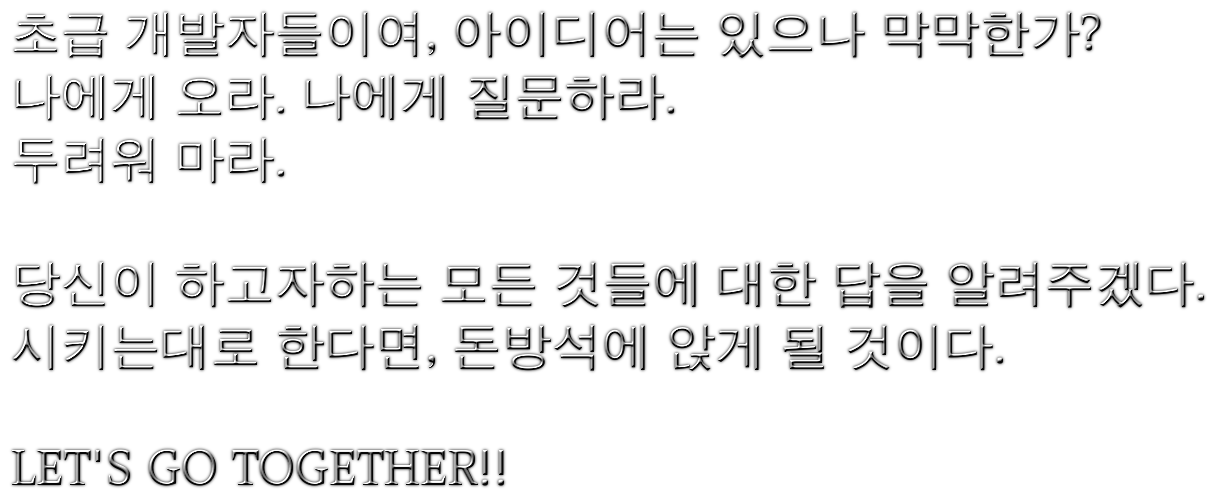 초급 개발자들이여, 아이디어는 있으나 막막한가?
나에게 오라. 나에게 질문하라.
두려워 마라.
당신이 하고자하는 모든 것들에 대한 답을 알려주겠다.
시키는대로 한다면, 돈방석에 앉게 될 것이다.
LET'S GO TOGETHER!!